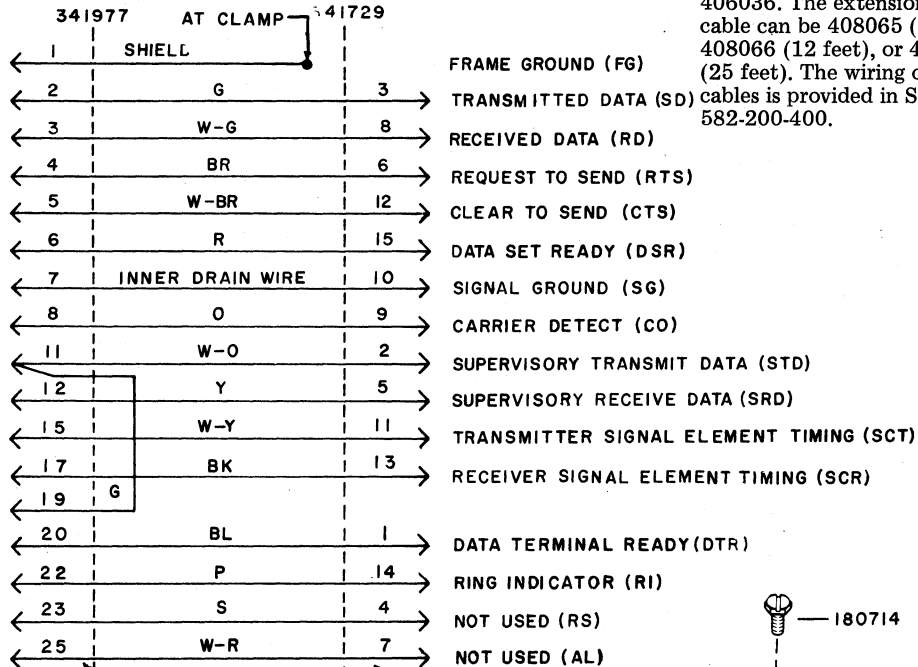 341977 AT CLAMP 341729
1 SHIELD FRAME GROUND (FG)
2 G 3 TRANSMITTED DATA (SD)
3 W-G 8 RECEIVED DATA (RD)
4 BR 6 REQUEST TO SEND (RTS)
5 W-BR 12 CLEAR TO SEND (CTS)
6 R 15 DATA SET READY (DSR)
7 INNER DRAIN WIRE 10 SIGNAL GROUND (SG)
8 O 9 CARRIER DETECT (CO)
11 W-O 2 SUPERVISORY TRANSMIT DATA (STD)
12 Y 5 SUPERVISORY RECEIVE DATA (SRD)
15 W-Y 11 TRANSMITTER SIGNAL ELEMENT TIMING (SCT)
17 BK 13 RECEIVER SIGNAL ELEMENT TIMING (SCR)
19 G
20 BL 1 DATA TERMINAL READY (DTR)
22 P 14 RING INDICATOR (RI)
23 S 4 NOT USED (RS)
25 W-R 7 NOT USED (AL)
406036. The extension
cable can be 408065 (
408066 (12 feet), or 4
(25 feet). The wiring o
cables is provided in S
582-200-400.
180714